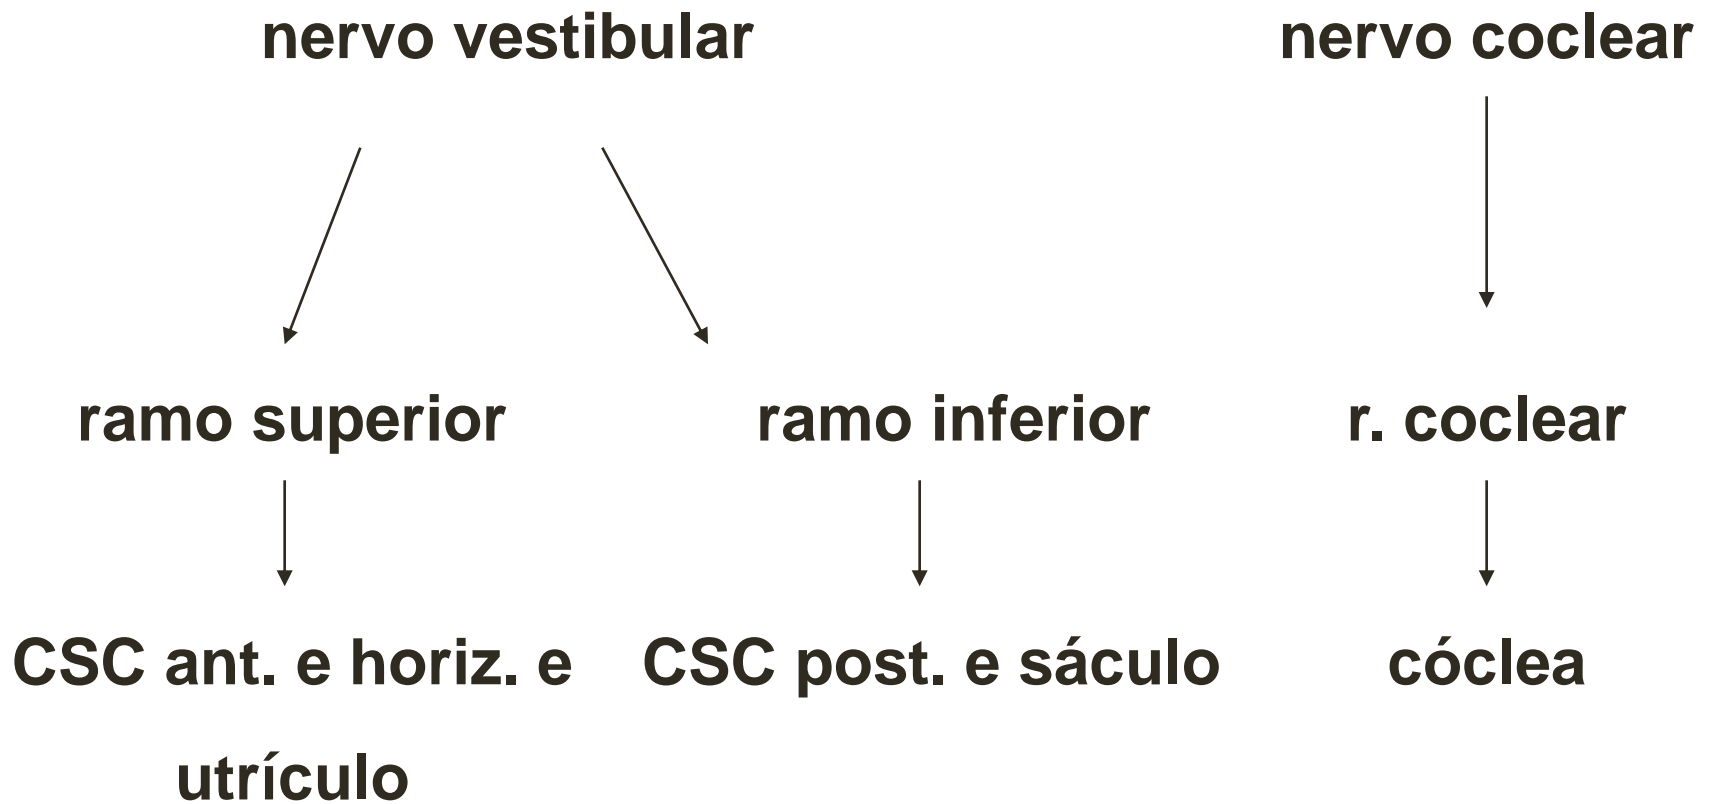 nervo vestibular
nervo coclear
ramo superior
ramo inferior
r. coclear
CSC ant. e horiz. e
utrículo
CSC post. e sáculo
cóclea